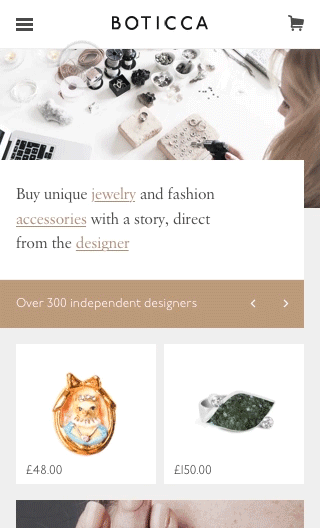 BOTICCA
Buy unique jewelry and fashion
accessories with a story, direct
from the designer
Over 300 independent designers
£48.00
£150.00